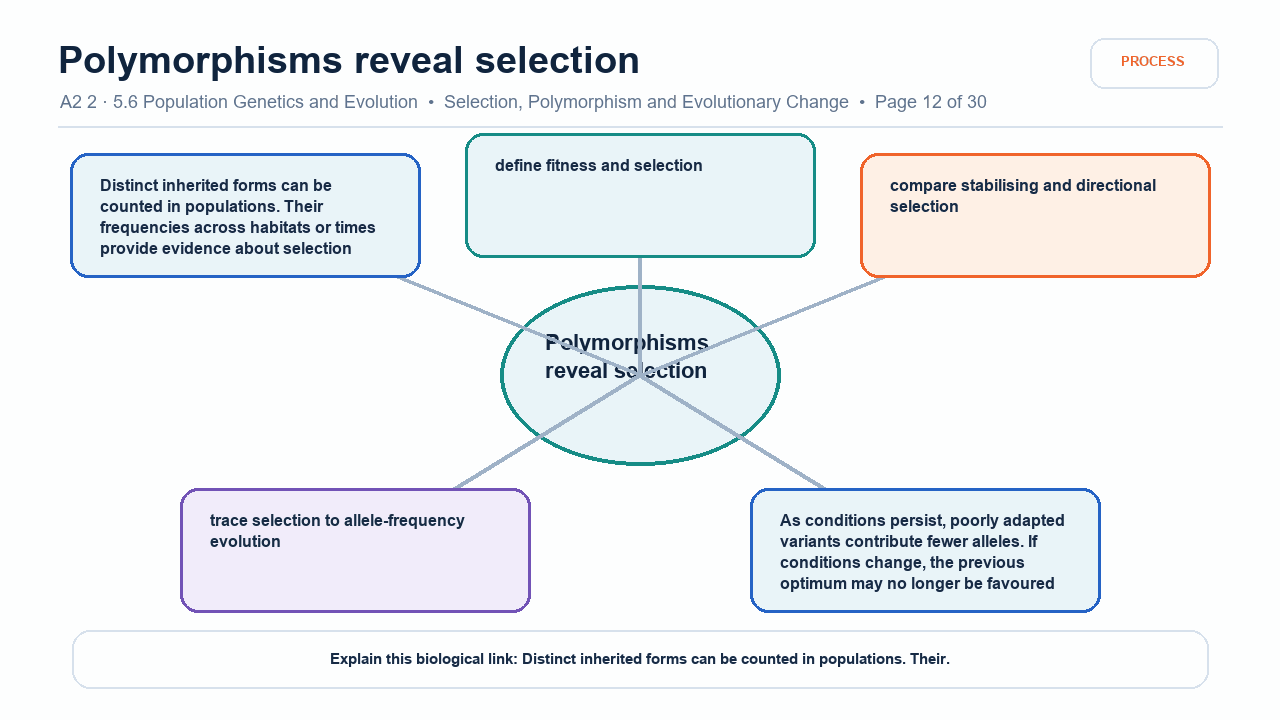 Polymorphisms reveal selection
PROCESS
A2 2 · 5.6 Population Genetics and Evolution • Selection, Polymorphism and Evolutionary Change • Page 12 of 30
Distinct inherited forms can be
counted in populations. Their
frequencies across habitats or times
provide evidence about selection
define fitness and selection
compare stabilising and directional
selection
Polymorphisms
reveal selection
trace selection to allele-frequency
evolution
As conditions persist, poorly adapted
variants contribute fewer alleles. If
conditions change, the previous
optimum may no longer be favoured
Explain this biological link: Distinct inherited forms can be counted in populations. Their.